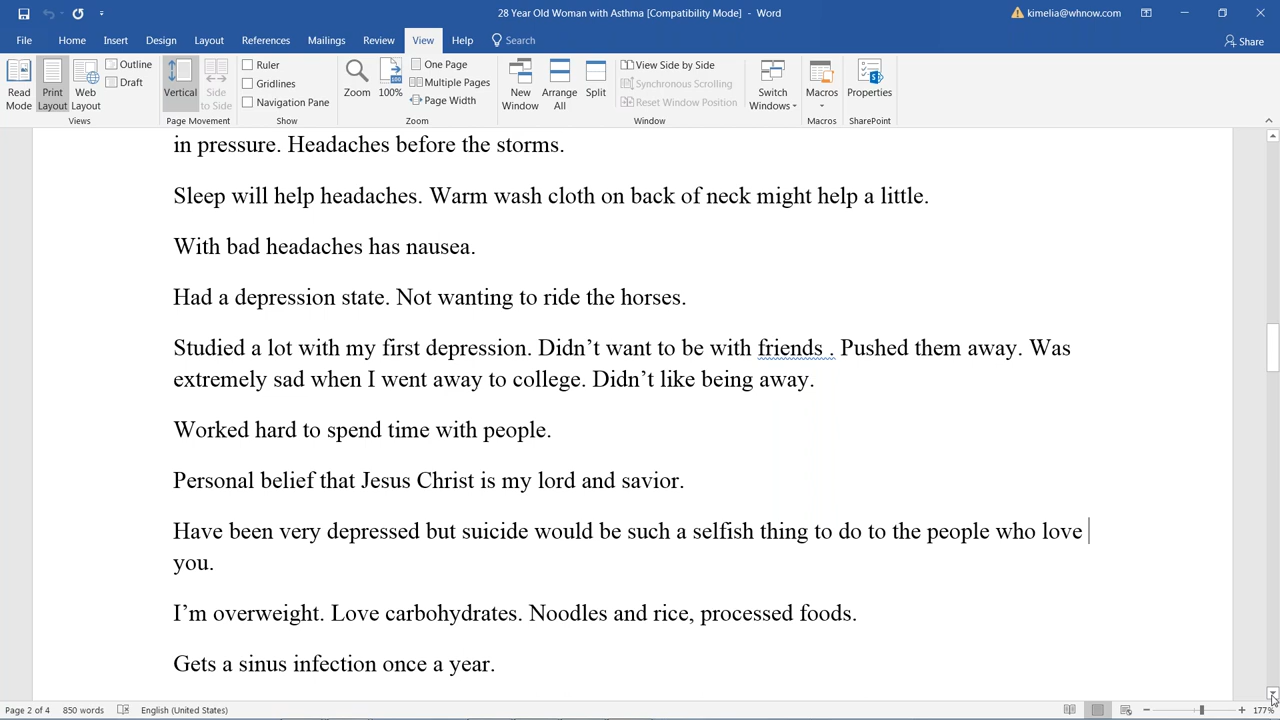 28 Year Old Woman with Asthma [Compatibility Mode] - Word
kimelia@whnow.com
File Home Insert Design Layout References Mailings Review View Help Search Share
Read Mode
Print Layout
Web Layout
Outline
Draft
Views
Vertical
Side to Side
Page Movement
Ruler
Gridlines
Navigation Pane
Show
Zoom
100
100%
One Page
Multiple Pages
Page Width
Zoom
New Window
Arrange All
Split
View Side by Side
Synchronous Scrolling
Reset Window Position
Window
Switch Windows
Macros
Macros
Properties
SharePoint
in pressure. Headaches before the storms.
Sleep will help headaches. Warm wash cloth on back of neck might help a little.
With bad headaches has nausea.
Had a depression state. Not wanting to ride the horses.
Studied a lot with my first depression. Didn’t want to be with friends . Pushed them away. Was
extremely sad when I went away to college. Didn’t like being away.
Worked hard to spend time with people.
Personal belief that Jesus Christ is my lord and savior.
Have been very depressed but suicide would be such a selfish thing to do to the people who love
you.
I’m overweight. Love carbohydrates. Noodles and rice, processed foods.
Gets a sinus infection once a year.
Page 2 of 4 850 words English (United States) 177%